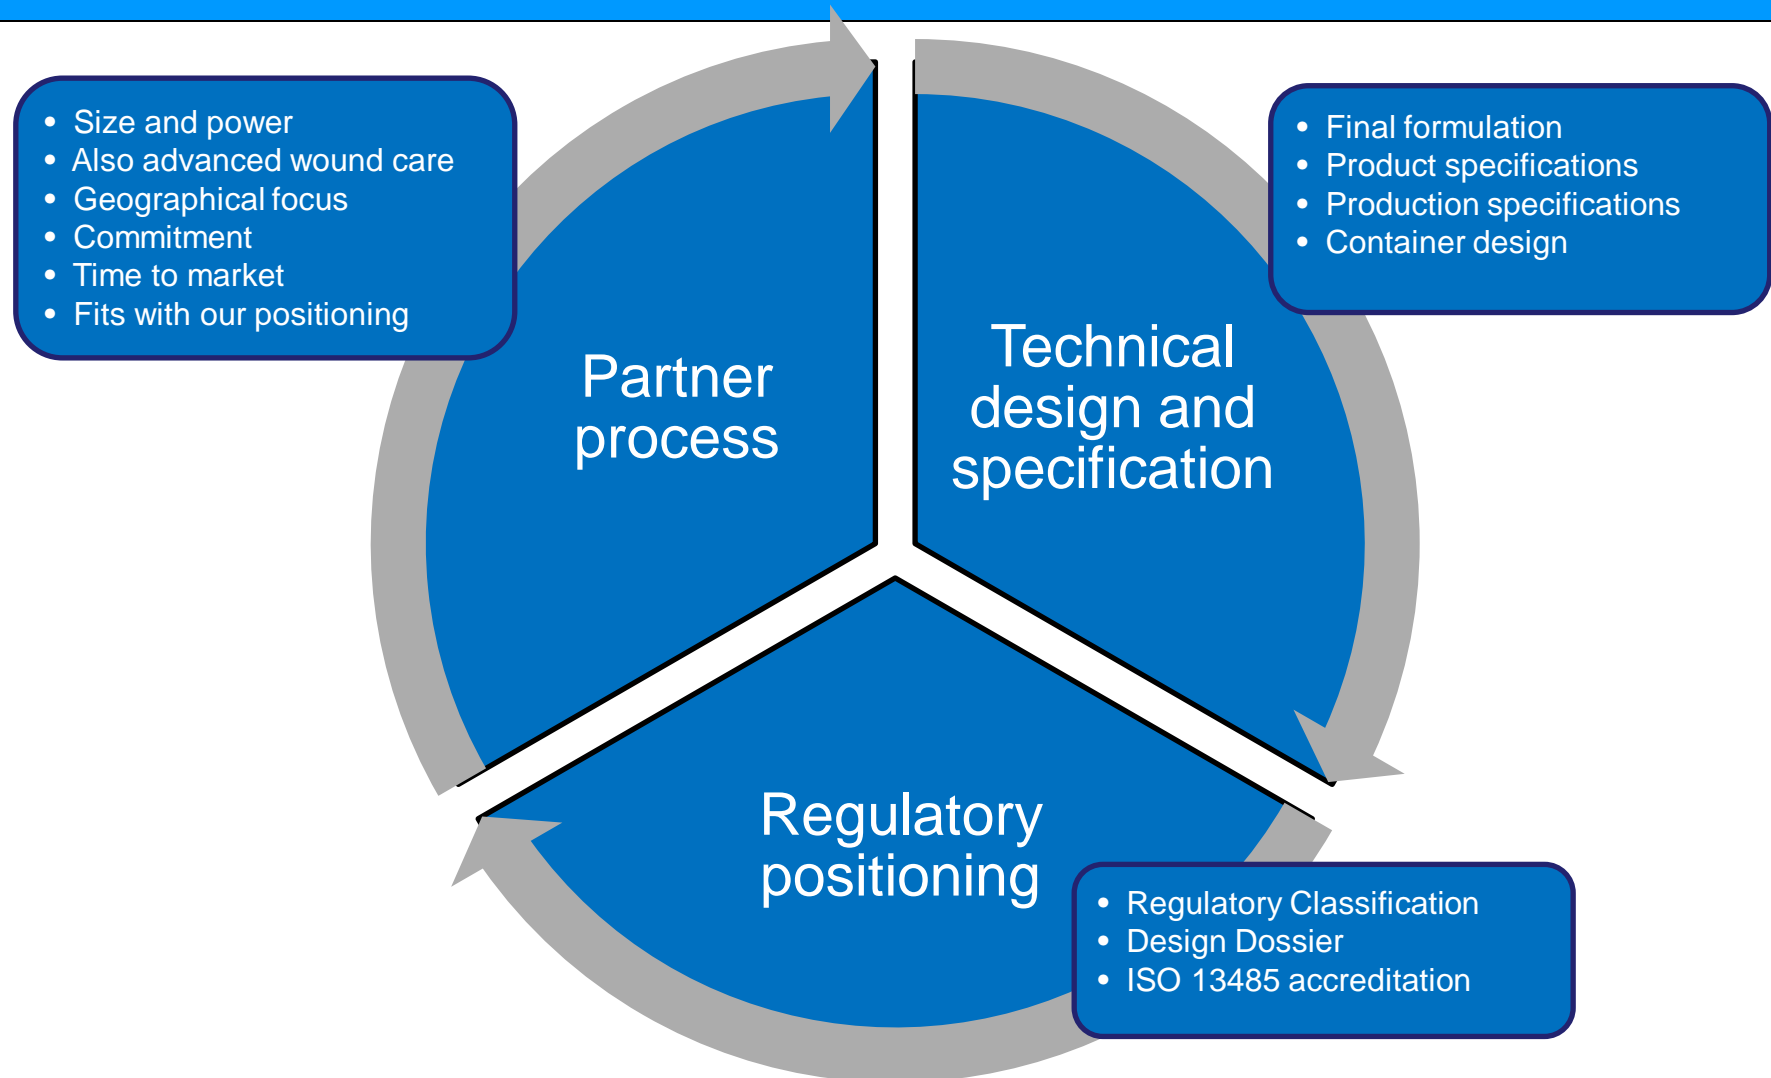 • Size and power
• Also advanced wound care
• Geographical focus
• Commitment
• Time to market
• Fits with our positioning
• Final formulation
• Product specifications
• Production specifications
• Container design
Partner
process
Technical
design and
specification
Regulatory
positioning
• Regulatory Classification
• Design Dossier
• ISO 13485 accreditation